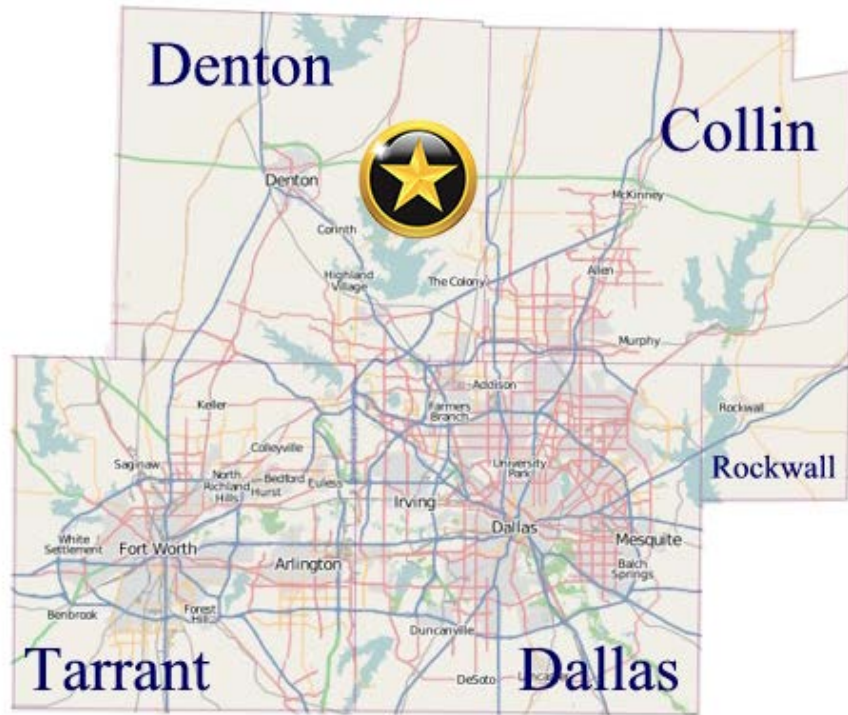 Denton
Collin
Denton
McKinney
Corinth
Highland
Village
The Colony
Allen
Murphy
Addison
Keller
Farmers
Branch
Rockwall
Colleyville
Saginaw
University
Park
North
Richland
Hills
Bedford
Hurst
Euless
Rockwall
Irving
Dallas
White
Settlement
Fort Worth
Mesquite
Arlington
Balch
Springs
Benbrook
Forest
Hill
Duncanville
Tarrant
DeSoto
Lancaster
Dallas